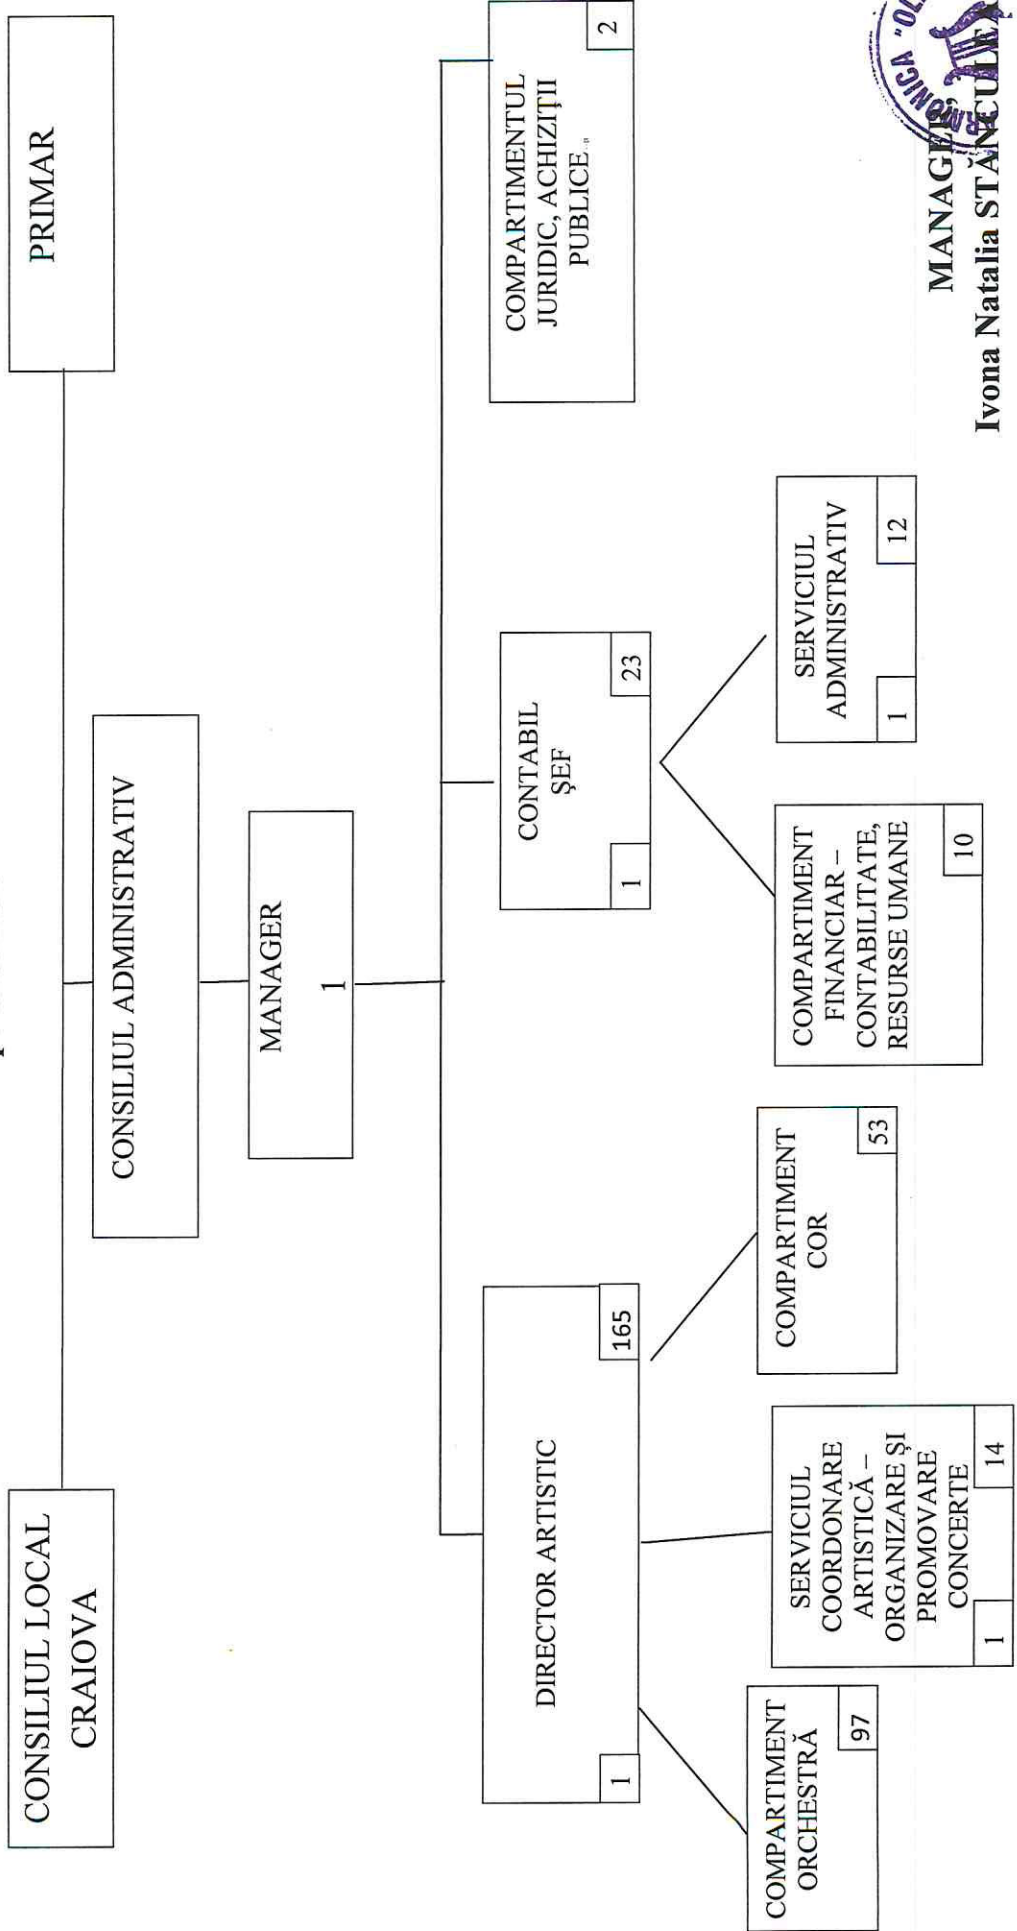 CONSILIUL LOCAL
CRAIOVA
PRIMAR
CONSILIUL ADMINISTRATIV
MANAGER
1
DIRECTOR ARTISTIC
1
165
CONTABIL
ŞEF
1
23
COMPARTIMENTUL
JURIDIC, ACHIZIŢII
PUBLICE
2
COMPARTIMENT
ORCHESTRĂ
97
SERVICIUL
COORDONARE
ARTISTICĂ –
ORGANIZARE ŞI
PROMOVARE
CONCERTE
1
14
COMPARTIMENT
COR
53
COMPARTIMENT
FINANCIAR –
CONTABILITATE,
RESURSE UMANE
10
SERVICIUL
ADMINISTRATIV
1
12
MANAGER,
Ivona Natalia STĂNCULEA